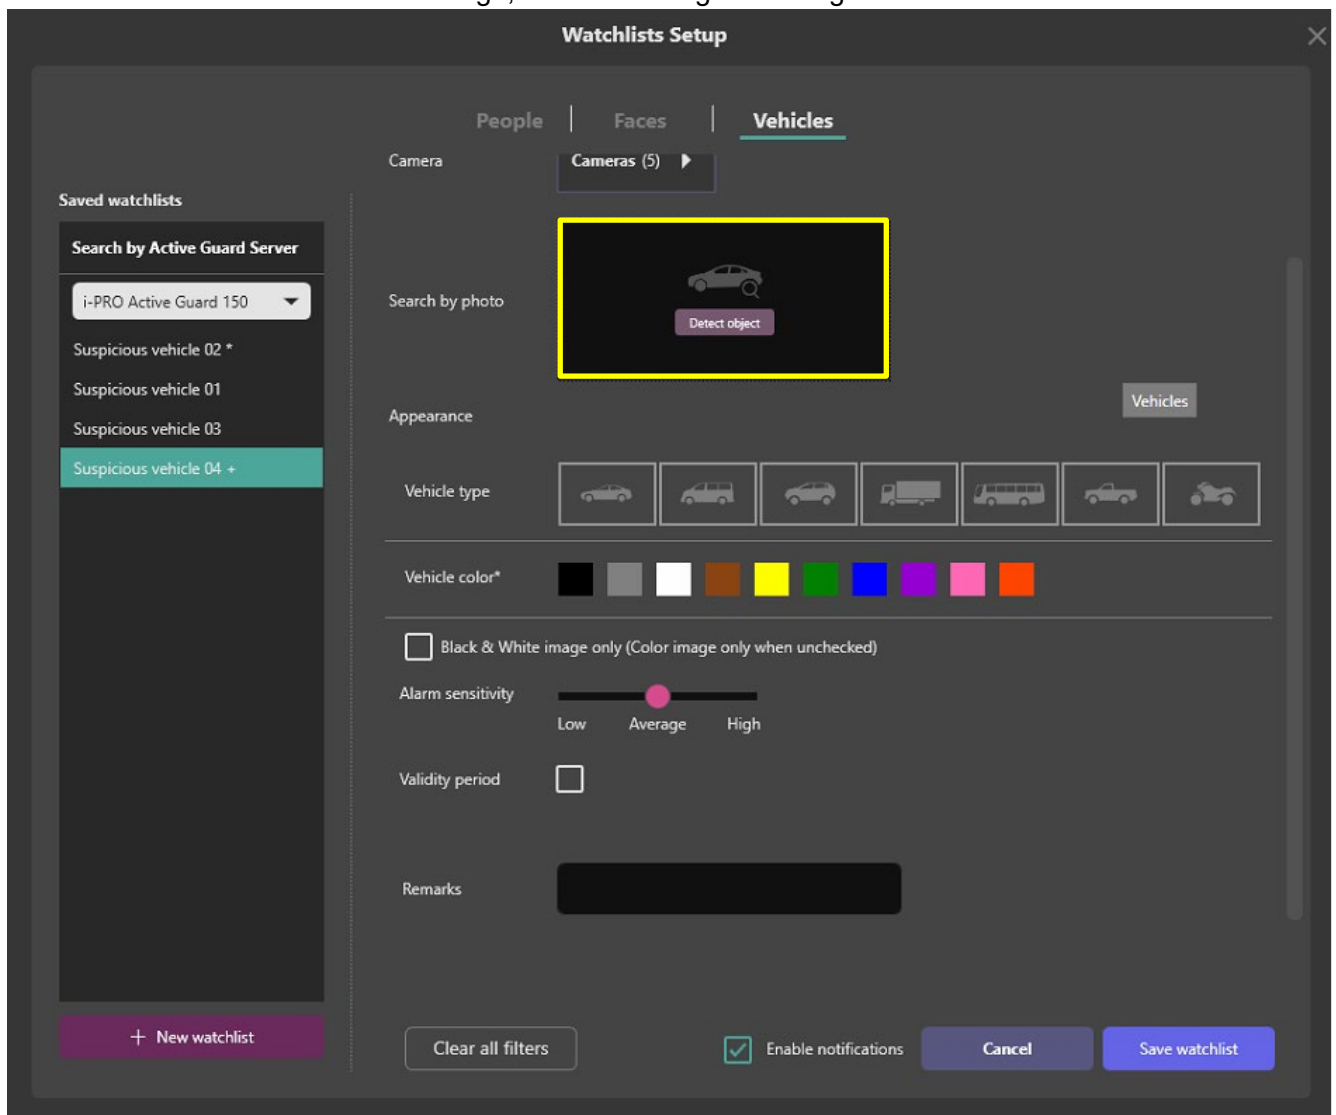 Watchlists Setup
People | Faces | Vehicles
Camera
Cameras (5)
Saved watchlists
Search by Active Guard Server
i-PRO Active Guard 150
Suspicious vehicle 02 *
Suspicious vehicle 01
Suspicious vehicle 03
Suspicious vehicle 04 +
+ New watchlist
Search by photo
Detect object
Appearance
Vehicles
Vehicle type
Vehicle color*
Black & White image only (Color image only when unchecked)
Alarm sensitivity
Low Average High
Validity period
Remarks
Clear all filters
Enable notifications
Cancel
Save watchlist